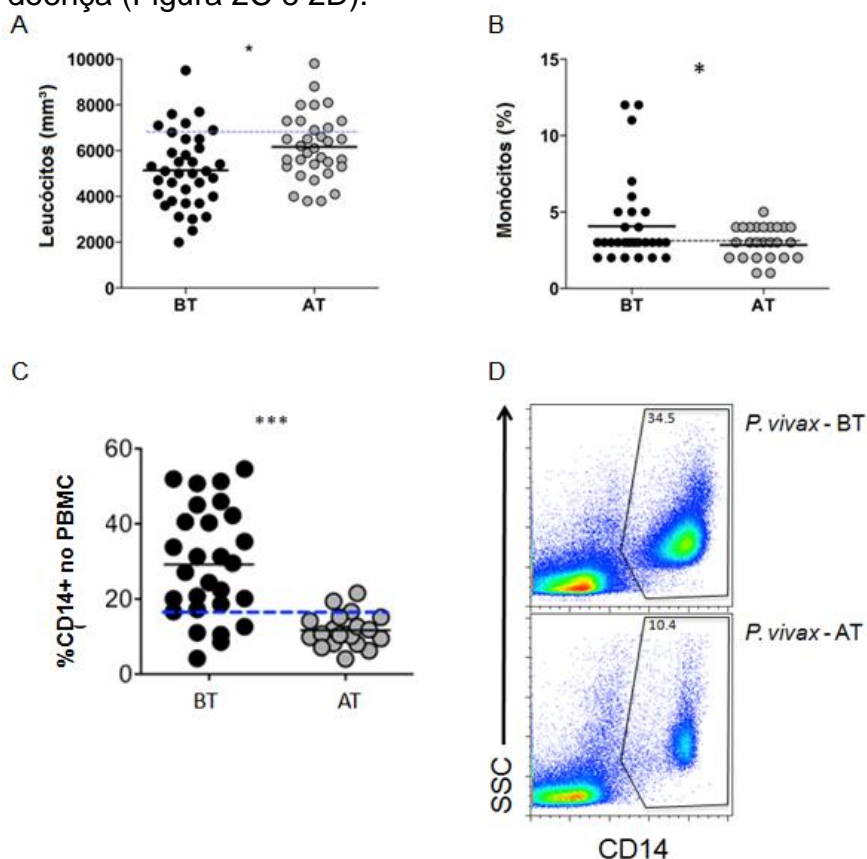 doença (Figura 2C e 2D).
A
B
*
*
Leucócitos (mm³)
10000
8000
6000
4000
2000
0
BT
AT
Monócitos (%)
15
10
5
0
BT
AT
C
D
***
%CD14+ no PBMC
60
40
20
0
BT
AT
34.5
P. vivax - BT
10.4
P. vivax - AT
SSC
CD14